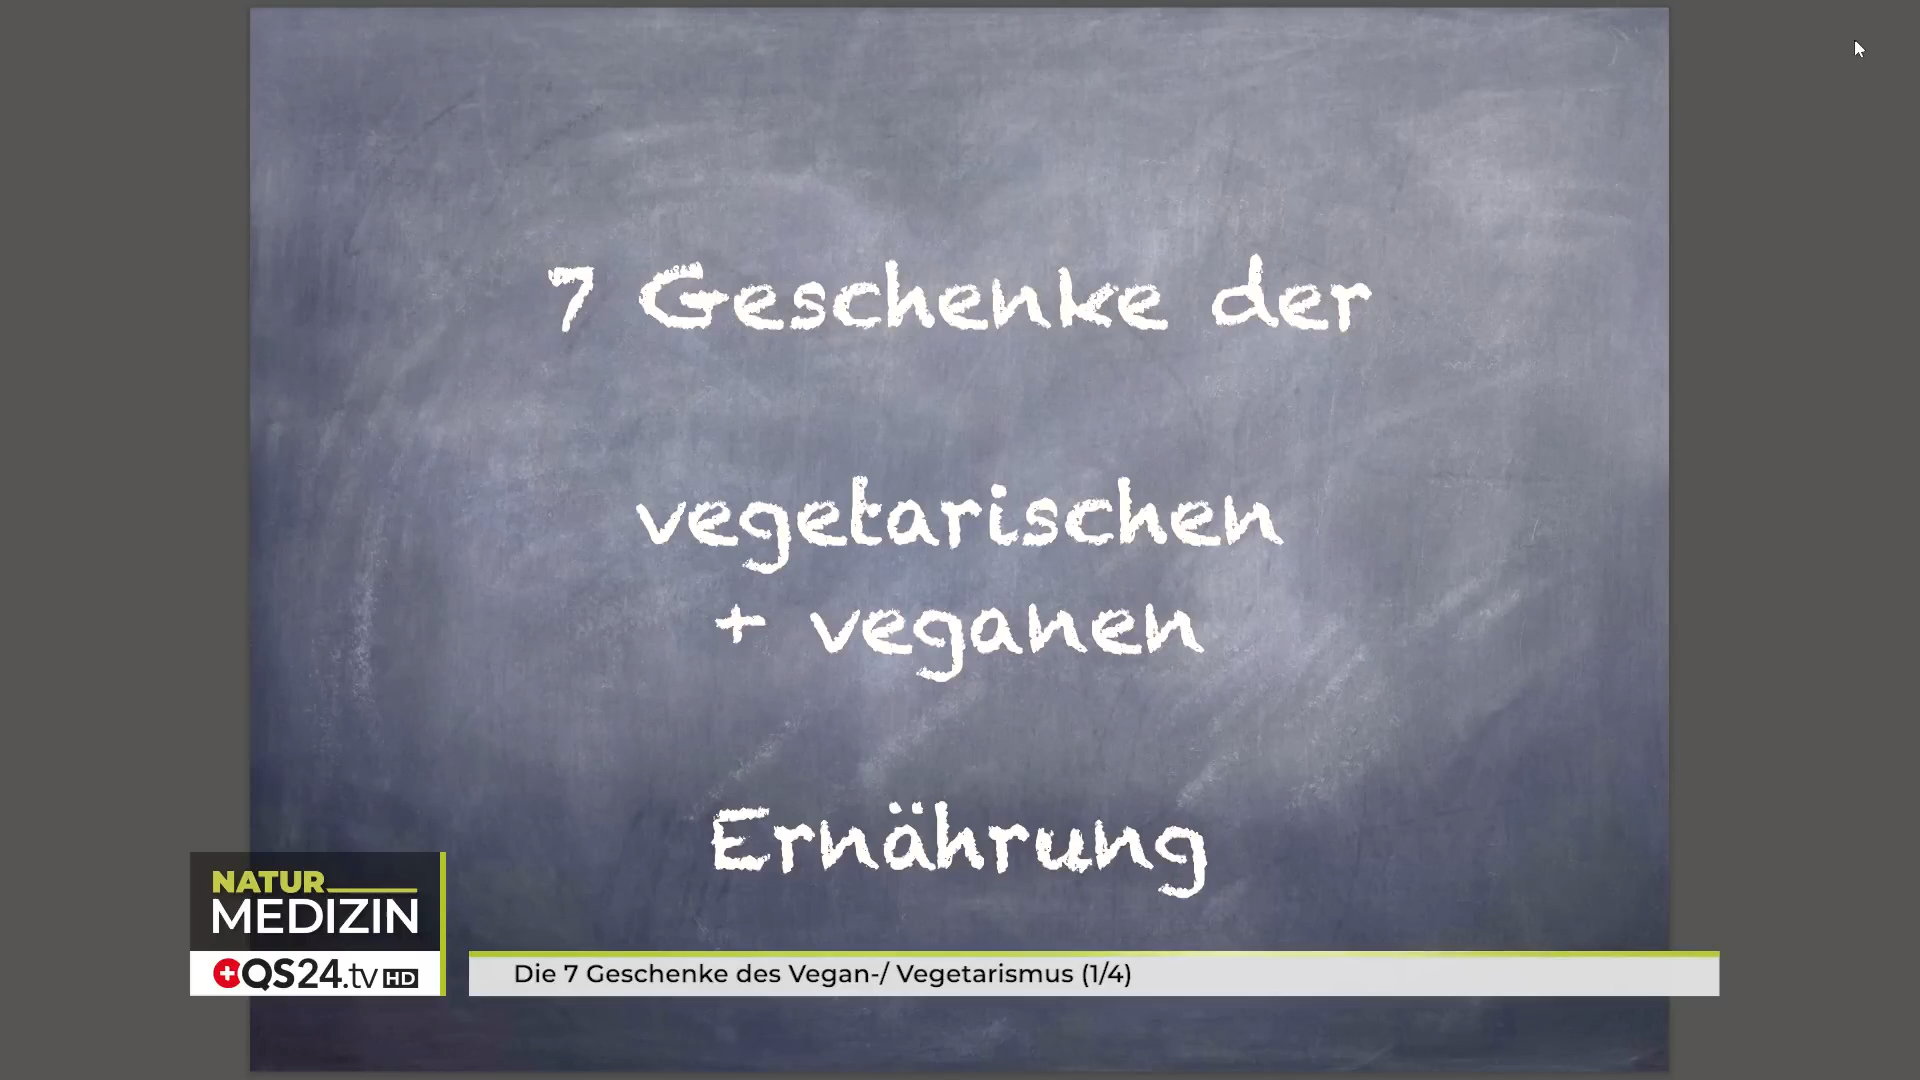 7 Geschenke der
vegetarischen
+ veganen
Ernährung
NATUR
MEDIZIN
QS24.tv HD
Die 7 Geschenke des Vegan-/ Vegetarismus (1/4)